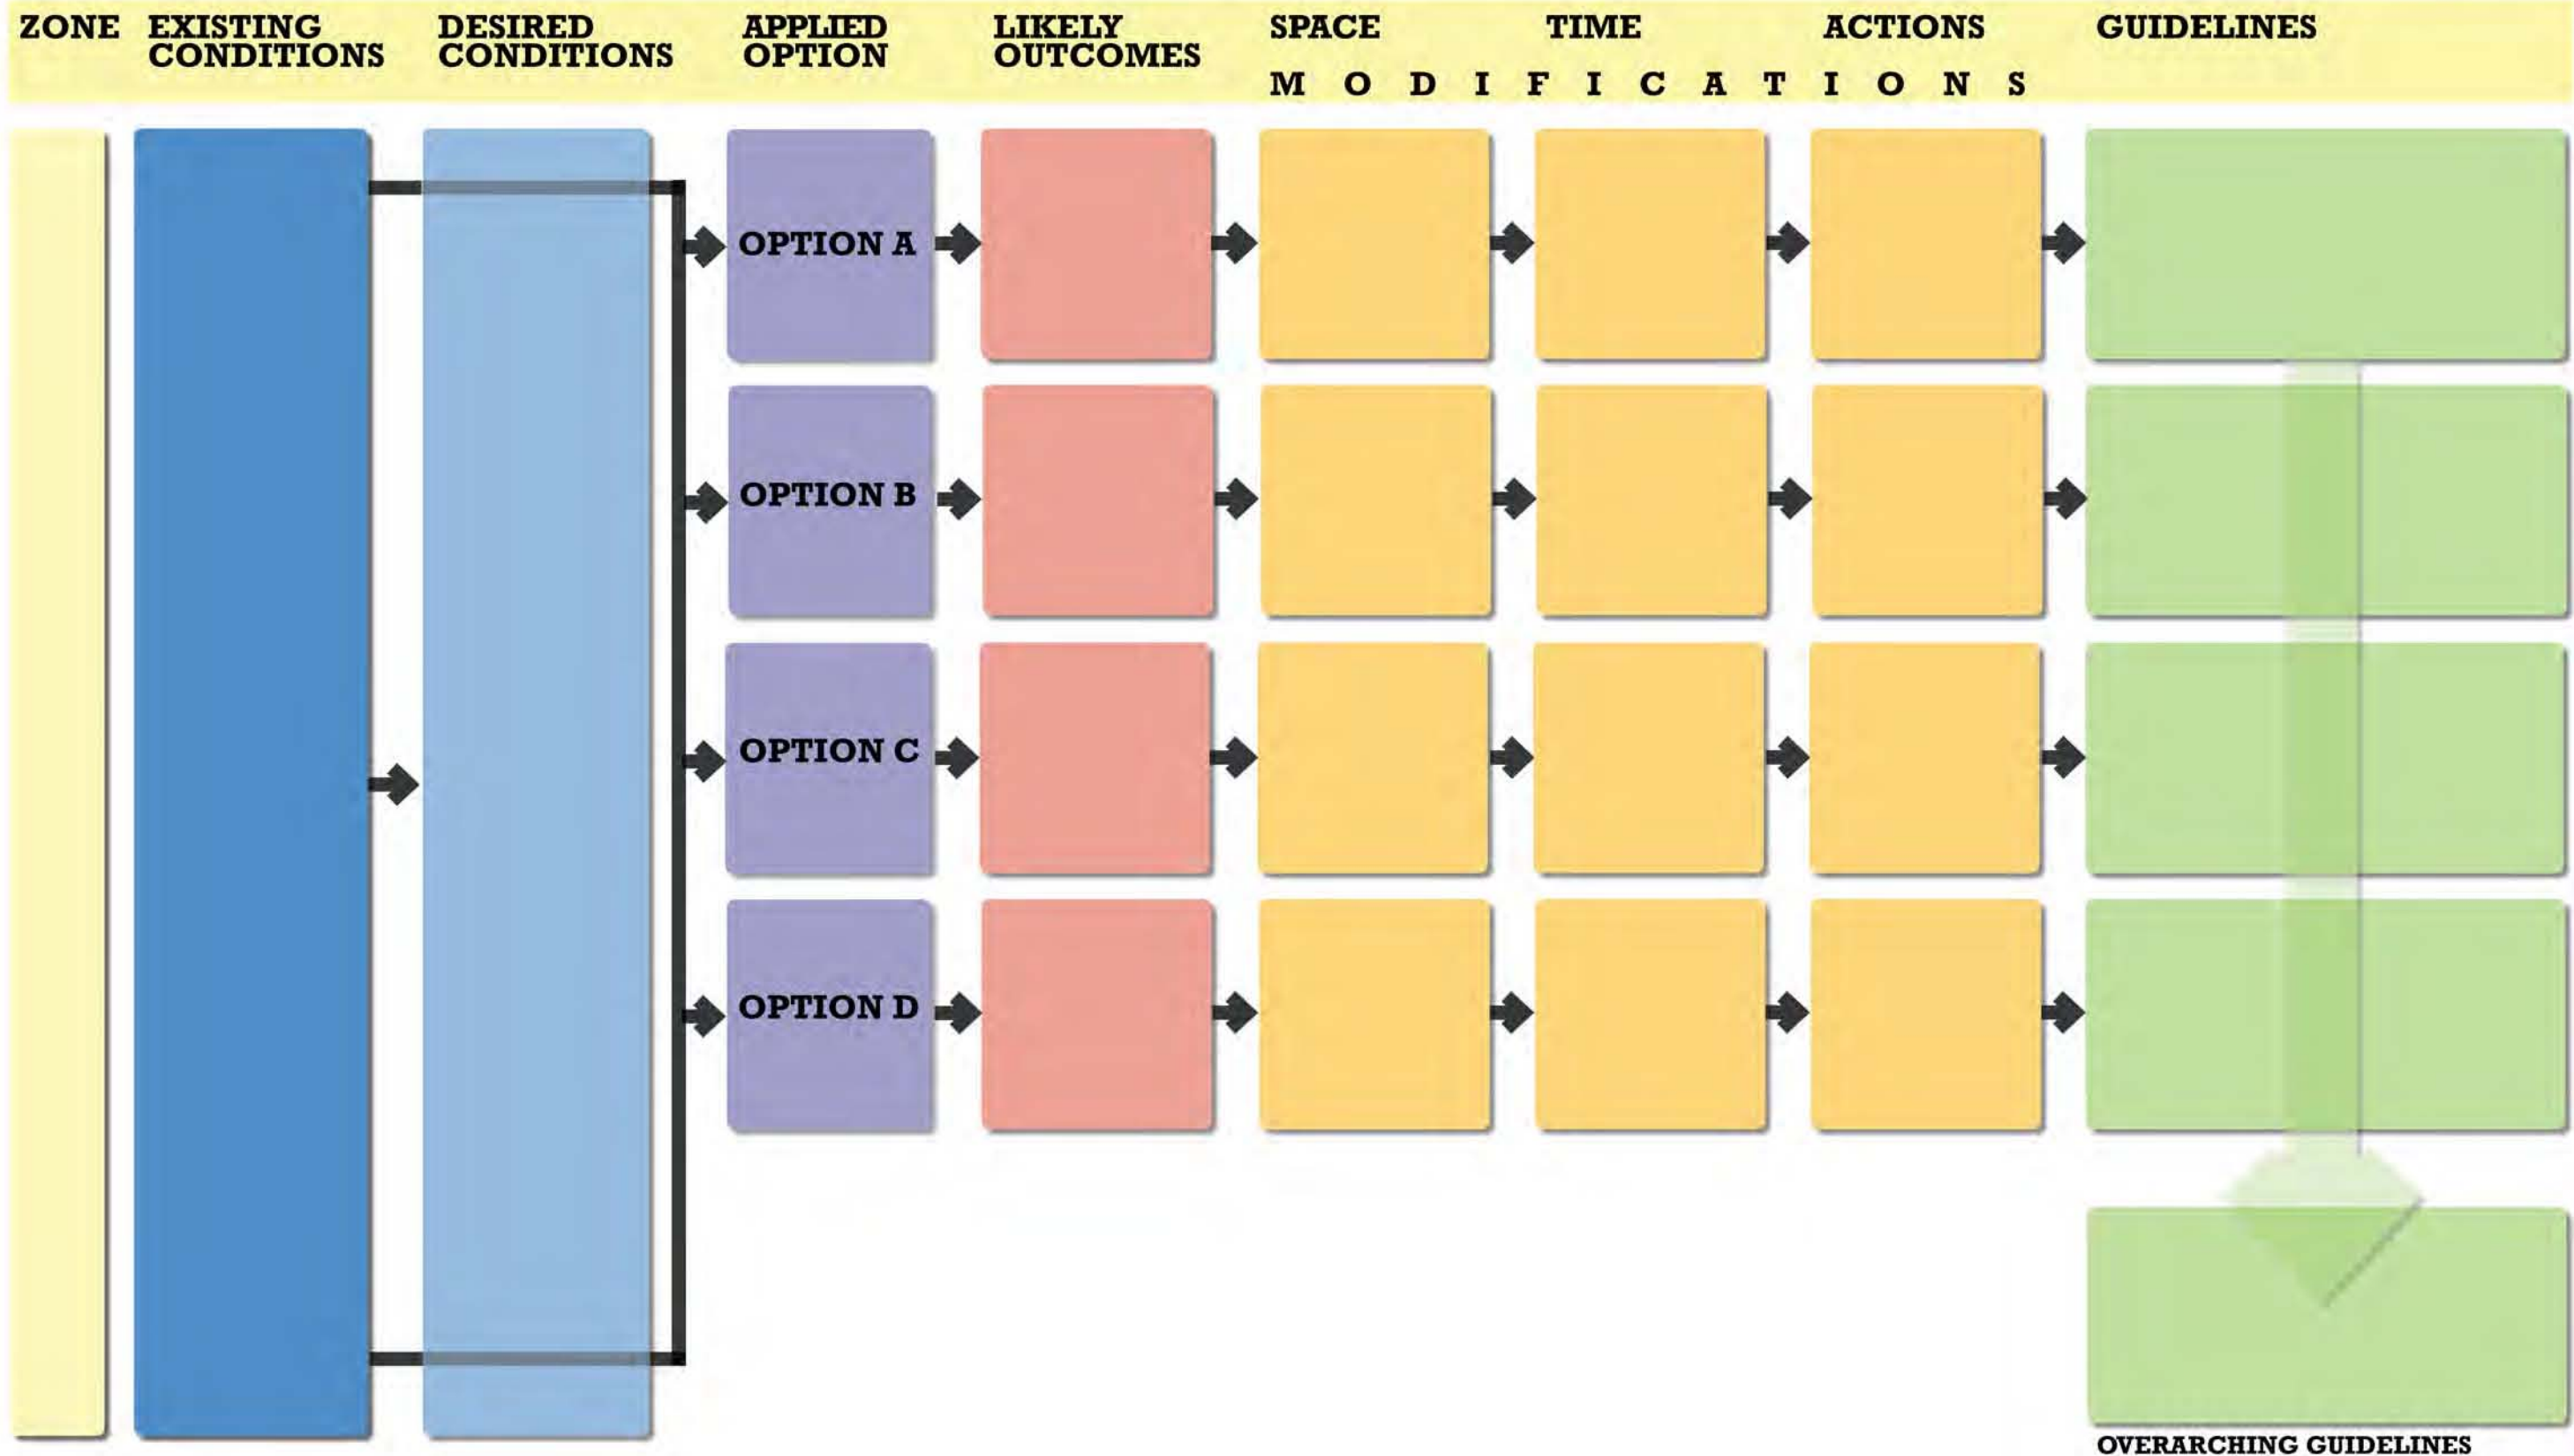 ZONE
EXISTING
CONDITIONS
DESIRED
CONDITIONS
APPLIED
OPTION
LIKELY
OUTCOMES
SPACE
TIME
ACTIONS
MODIFICATIONS
GUIDELINES
OPTION A
OPTION B
OPTION C
OPTION D
OVERARCHING GUIDELINES